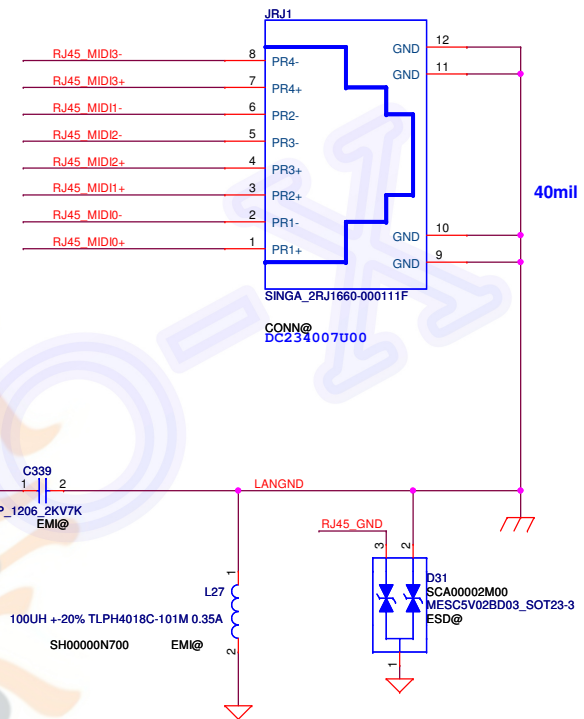 JRJ1
RJ45_MIDI3- 8 PR4- GND 12
RJ45_MIDI3+ 7 PR4+ GND 11
RJ45_MIDI1- 6 PR2-
RJ45_MIDI2- 5 PR3-
RJ45_MIDI2+ 4 PR3+
RJ45_MIDI1+ 3 PR2+
40mil
RJ45_MIDI0- 2 PR1- GND 10
RJ45_MIDI0+ 1 PR1+ GND 9
SINGA_2RJ1660-000111F
CONN@
DC234007U00
C339
1 2
LANGND
P_1206_2KV7K
EMI@
RJ45_GND
3 2
1
L27
D31
SCA00002M00
MESC5V02BD03_SOT23-3
ESD@
100UH +-20% TLPH4018C-101M 0.35A
SH00000N700 EMI@
2
1